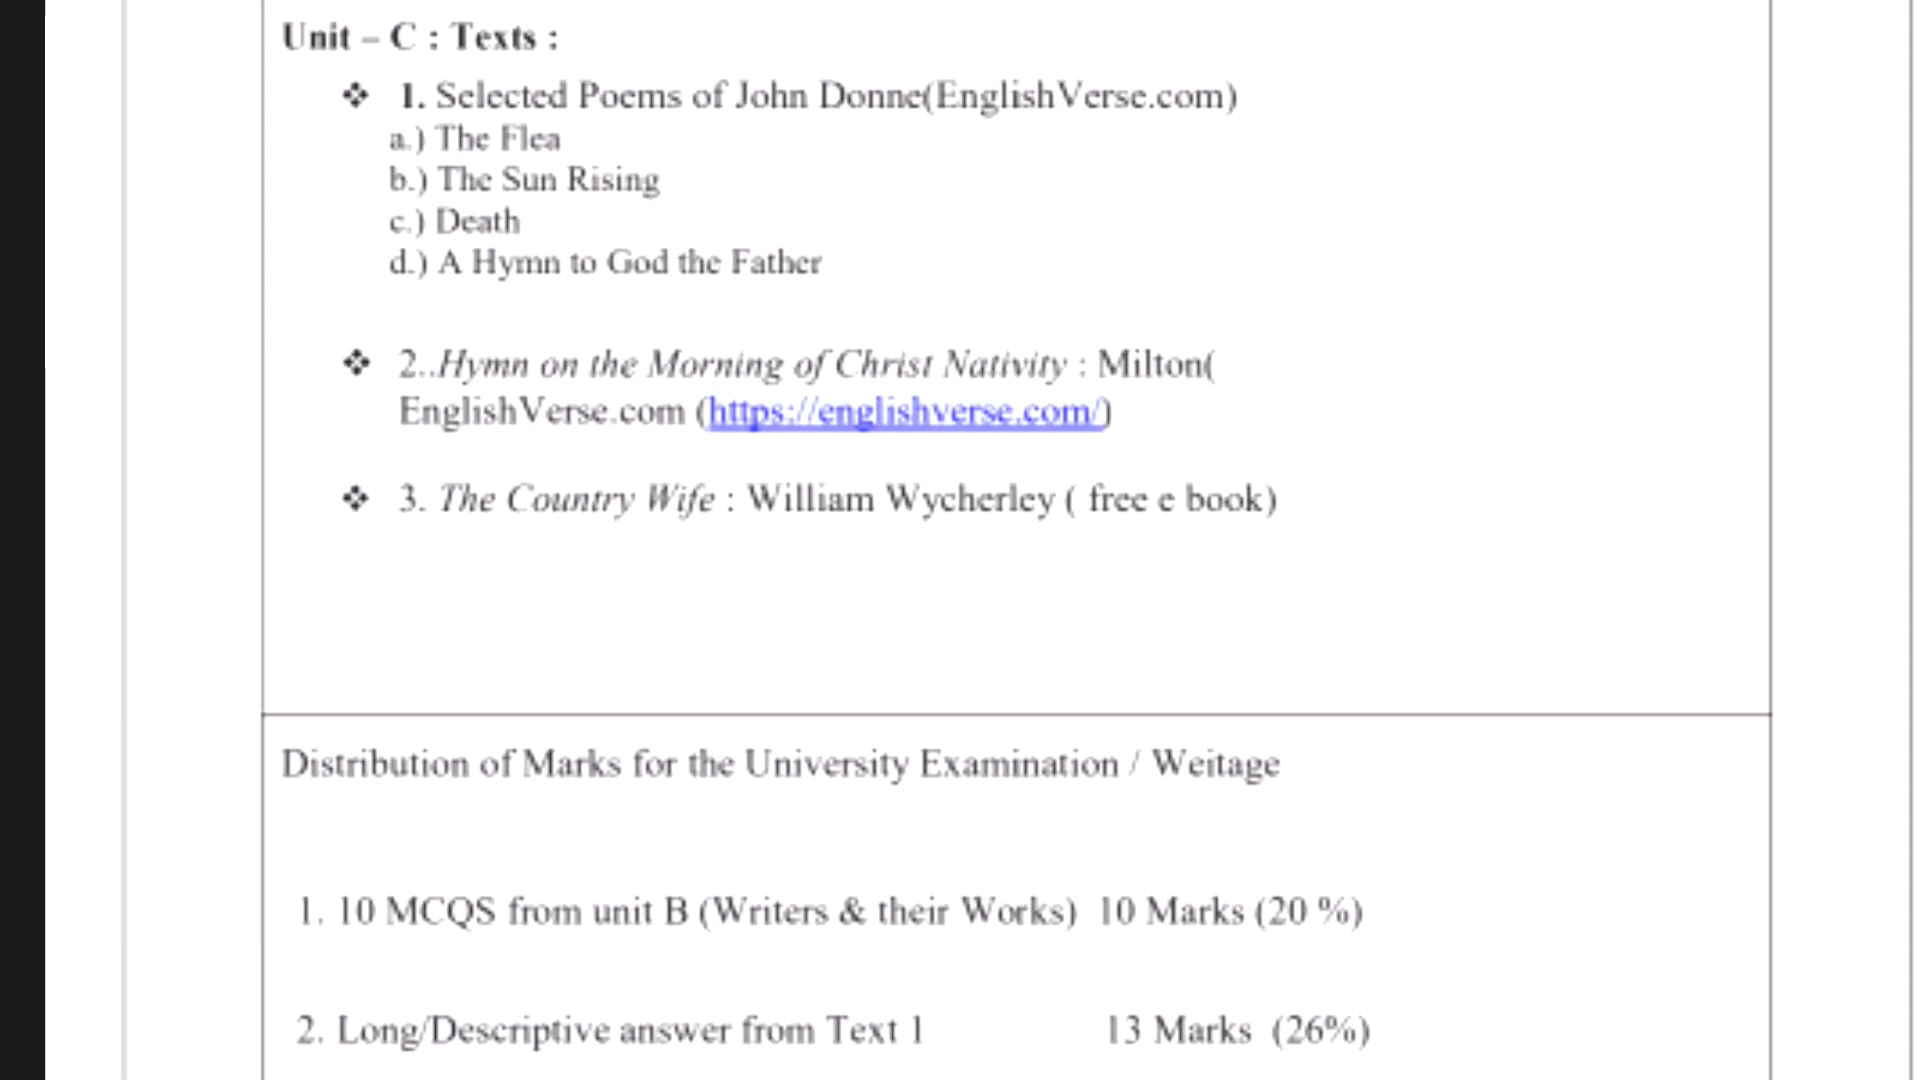 Unit – C : Texts :
❖ 1. Selected Poems of John Donne(EnglishVerse.com)
a.) The Flea
b.) The Sun Rising
c.) Death
d.) A Hymn to God the Father
❖ 2..Hymn on the Morning of Christ Nativity : Milton(
EnglishVerse.com (https://englishverse.com/)
❖ 3. The Country Wife : William Wycherley ( free e book)
Distribution of Marks for the University Examination / Weitage
1. 10 MCQS from unit B (Writers & their Works) 10 Marks (20 %)
2. Long/Descriptive answer from Text 1 13 Marks (26%)